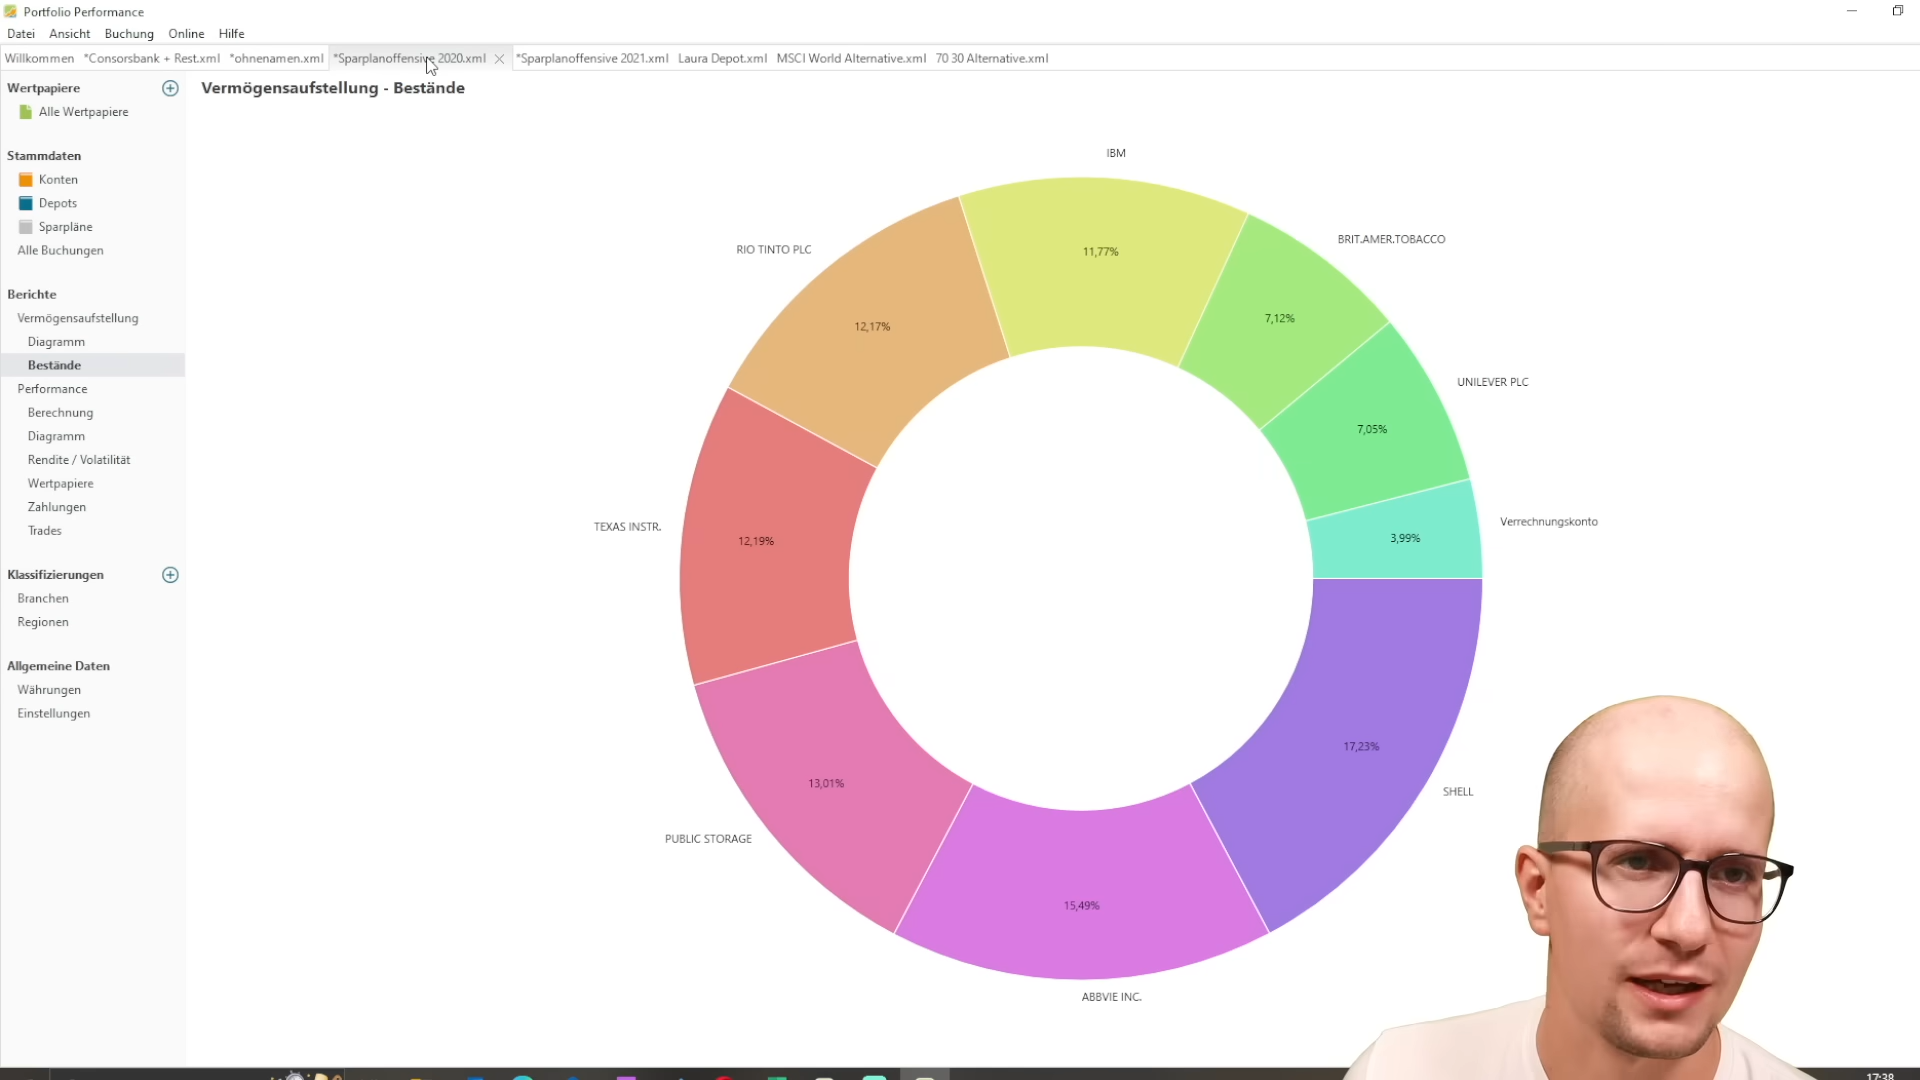 Portfolio Performance
Datei Ansicht Buchung Online Hilfe
Willkommen *Consorsbank + Rest.xml *ohnenamen.xml *Sparplanoffensive 2020.xml *Sparplanoffensive 2021.xml Laura Depot.xml MSCI World Alternative.xml 70 30 Alternative.xml
Wertpapiere
Alle Wertpapiere
Stammdaten
Konten
Depots
Sparpläne
Alle Buchungen
Berichte
Vermögensaufstellung
Diagramm
Bestände
Performance
Berechnung
Diagramm
Rendite / Volatilität
Wertpapiere
Zahlungen
Trades
Klassifizierungen
Branchen
Regionen
Allgemeine Daten
Währungen
Einstellungen
Vermögensaufstellung - Bestände
IBM
11,77%
BRIT.AMER.TOBACCO
7,12%
UNILEVER PLC
7,05%
Verrechnungskonto
3,99%
SHELL
17,23%
ABBVIE INC.
15,49%
PUBLIC STORAGE
13,01%
TEXAS INSTR.
12,19%
RIO TINTO PLC
12,17%
17:38